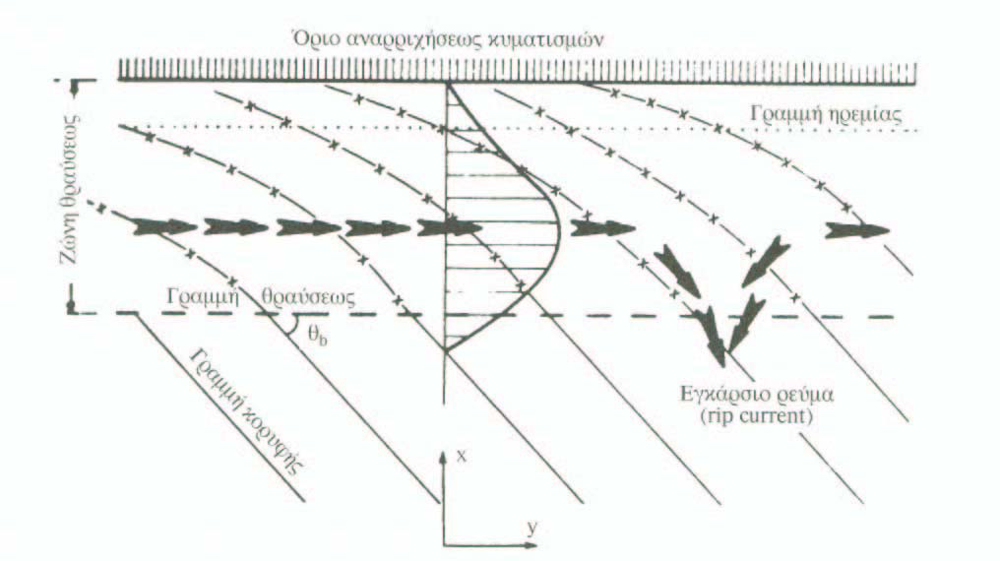 Όριο αναρριχήσεως κυματισμών
Γραμμή ηρεμίας
Ζώνη θραύσεως
Γραμμή θραύσεως
θb
Γραμμή κορυφής
Εγκάρσιο ρεύμα
(rip current)
x
y